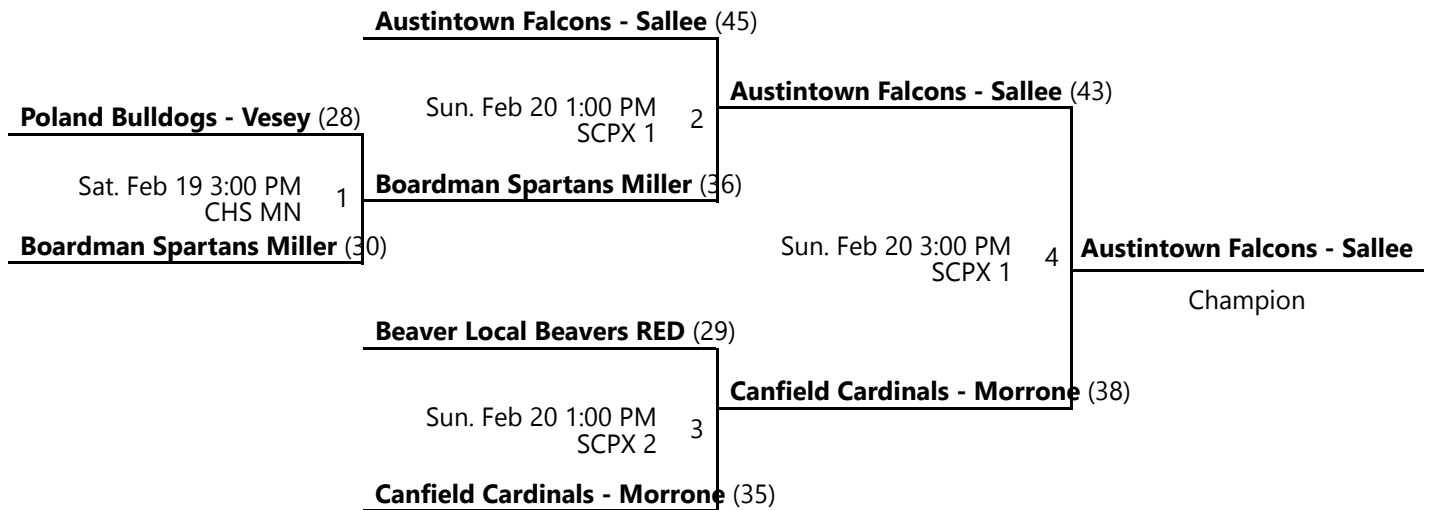 Austintown Falcons - Sallee (45)
Austintown Falcons - Sallee (43)
Poland Bulldogs - Vesey (28)
Sun. Feb 20 1:00 PM
SCPX 1
2
Sat. Feb 19 3:00 PM
CHS MN
1
Boardman Spartans Miller (36)
Boardman Spartans Miller (30)
Sun. Feb 20 3:00 PM
SCPX 1
4
Austintown Falcons - Sallee
Champion
Beaver Local Beavers RED (29)
Canfield Cardinals - Morrone (38)
Sun. Feb 20 1:00 PM
SCPX 2
3
Canfield Cardinals - Morrone (35)